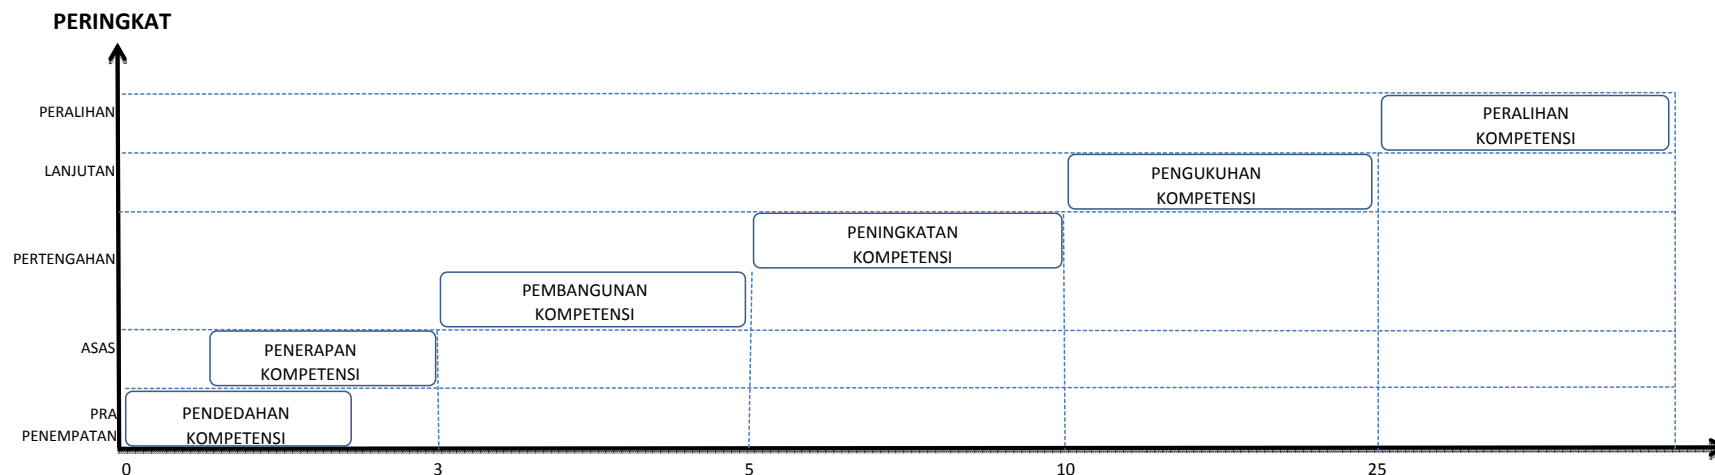 PERINGKAT
PERALIHAN
PERALIHAN
KOMPETENSI
LANJUTAN
PENGUKUHAN
KOMPETENSI
PERTENGAHAN
PENINGKATAN
KOMPETENSI
PEMBANGUNAN
KOMPETENSI
ASAS
PENERAPAN
KOMPETENSI
PRA
PENEMPATAN
PENDEDAHAN
KOMPETENSI
0 3 5 10 25